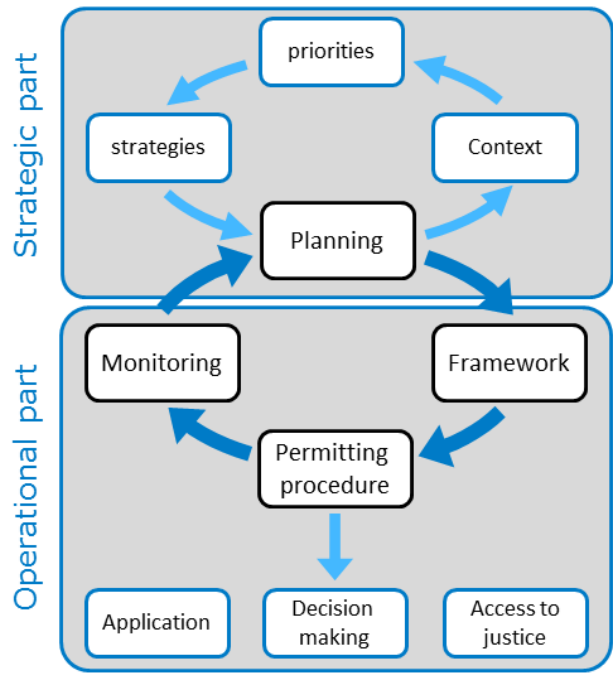 Strategic part
priorities
strategies
Context
Planning
Operational part
Monitoring
Framework
Permitting
procedure
Application
Decision
making
Access to
justice